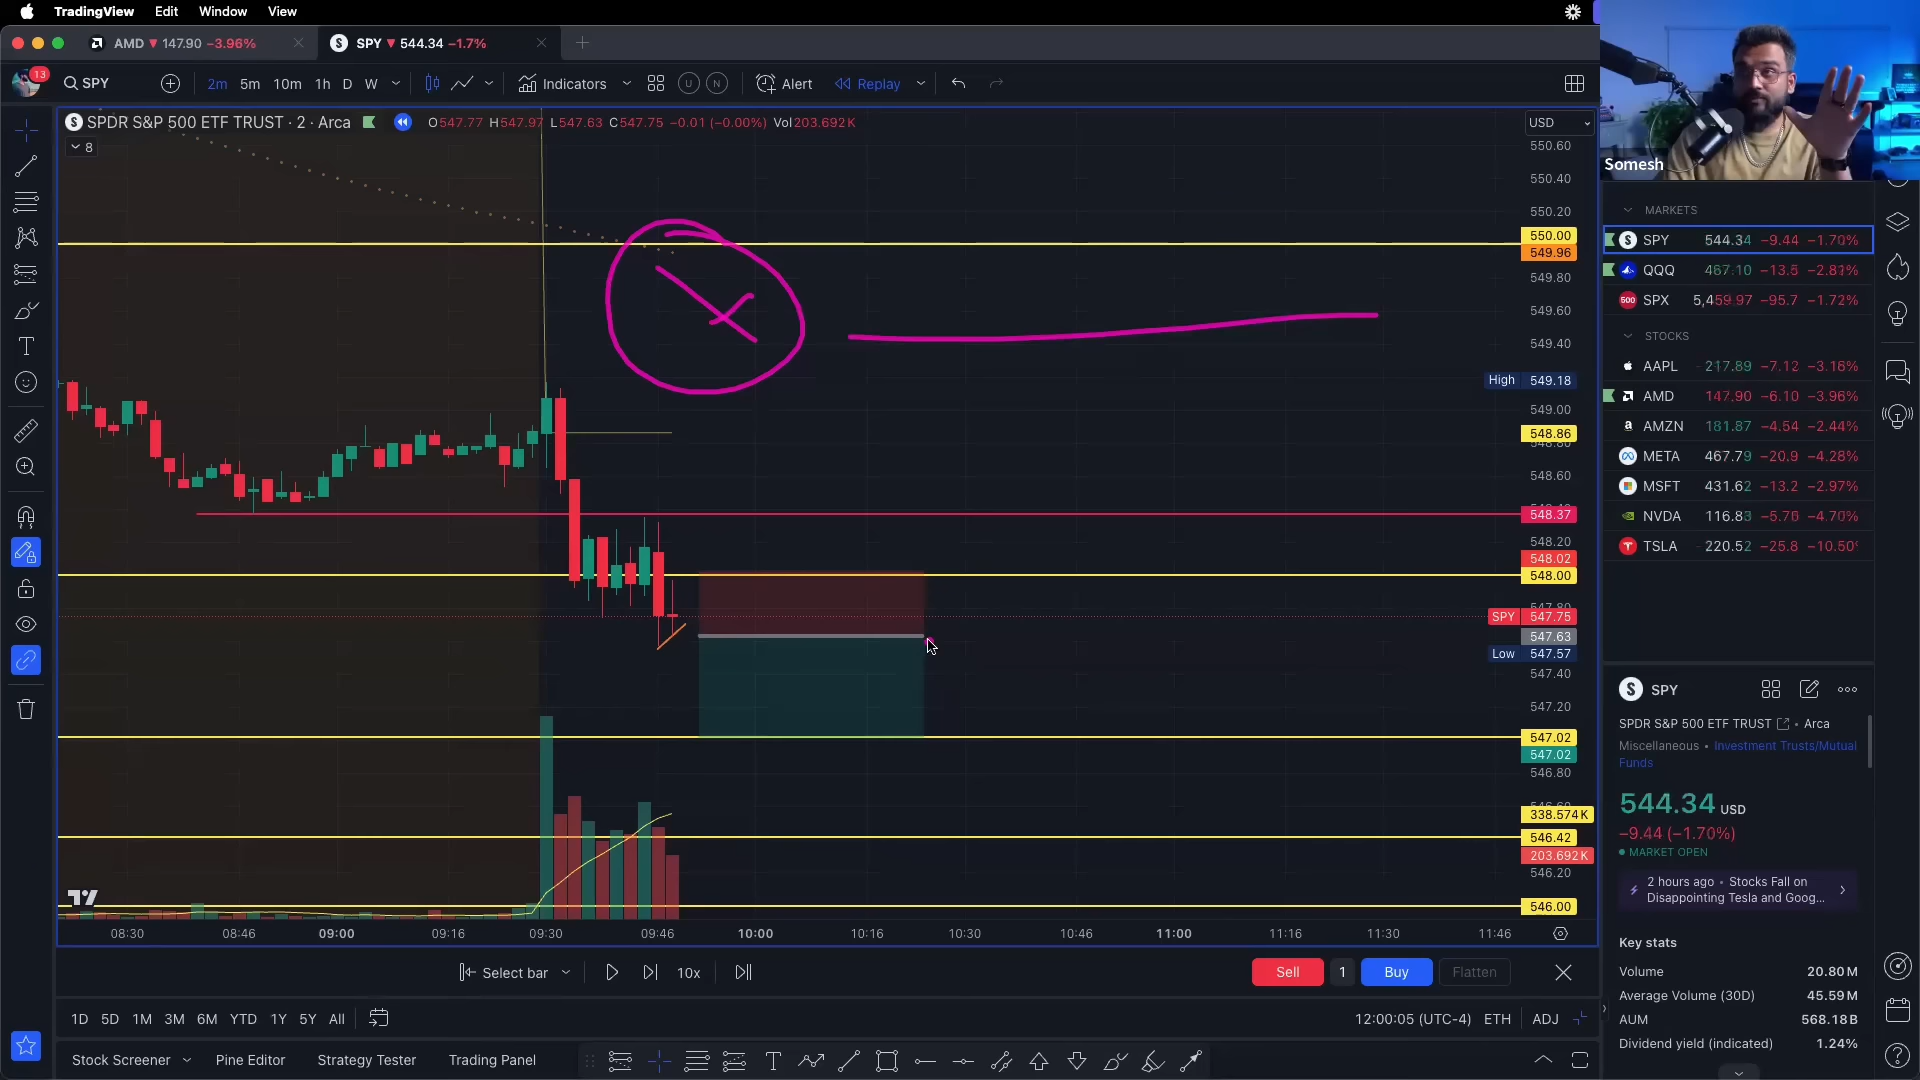 TradingView Edit Window View
AMD 147.90 −3.96%
SPY 544.34 −1.7%
13
SPY
2m 5m 10m 1h D W
Indicators
U N
Alert
Replay
SPDR S&P 500 ETF TRUST · 2 · Arca
O547.77 H547.97 L547.63 C547.75 −0.01 (−0.00%) Vol203.692K
8
USD
550.60
550.40
550.20
550.00
549.96
549.80
549.60
549.40
High 549.18
549.00
548.86
548.60
548.37
548.20
548.02
548.00
SPY 547.75
547.63
Low 547.57
547.40
547.20
547.02
547.02
546.80
338.574K
546.42
203.692K
546.20
546.00
08:30 08:46 09:00 09:16 09:30 09:46 10:00 10:16 10:30 10:46 11:00 11:16 11:30 11:46
Select bar
10x
Sell 1 Buy Flatten
1D 5D 1M 3M 6M YTD 1Y 5Y All
12:00:05 (UTC-4) ETH ADJ
Stock Screener Pine Editor Strategy Tester Trading Panel
Somesh
MARKETS
SPY 544.34 −9.44 −1.70%
QQQ 467.10 −13.5 −2.81%
SPX 5,459.97 −95.7 −1.72%
STOCKS
AAPL 217.89 −7.12 −3.16%
AMD 147.90 −6.10 −3.96%
AMZN 181.87 −4.54 −2.44%
META 467.79 −20.9 −4.28%
MSFT 431.62 −13.2 −2.97%
NVDA 116.83 −5.76 −4.70%
TSLA 220.52 −25.8 −10.50%
SPY
SPDR S&P 500 ETF TRUST • Arca
Miscellaneous • Investment Trusts/Mutual
Funds
544.34 USD
−9.44 (−1.70%)
MARKET OPEN
2 hours ago • Stocks Fall on
Disappointing Tesla and Goog...
Key stats
Volume 20.80M
Average Volume (30D) 45.59M
AUM 568.18B
Dividend yield (indicated) 1.24%